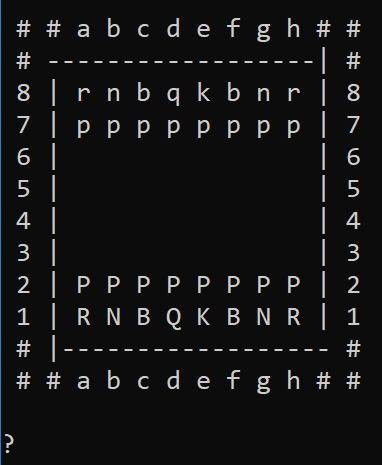 # # a b c d e f g h # #
# ------------------| #
8 | r n b q k b n r | 8
7 | p p p p p p p p | 7
6 |                 | 6
5 |                 | 5
4 |                 | 4
3 |                 | 3
2 | P P P P P P P P | 2
1 | R N B Q K B N R | 1
# |------------------ #
# # a b c d e f g h # #
?